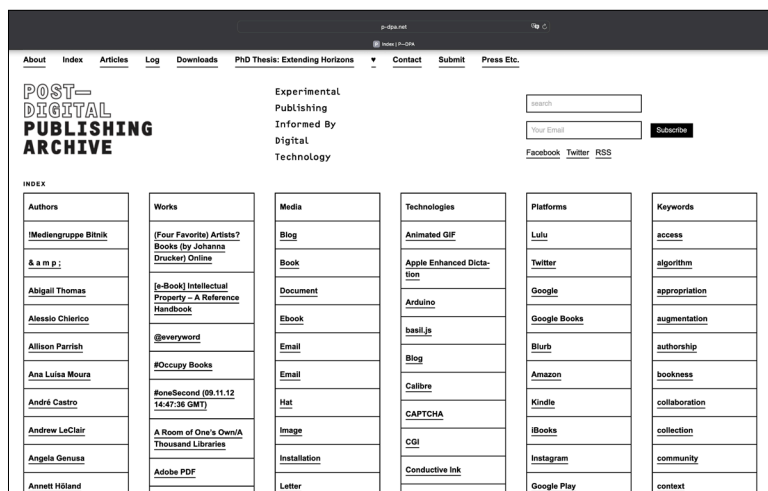 p-dpa.net
Index | P—DPA
About Index Articles Log Downloads PhD Thesis: Extending Horizons ♥ Contact Submit Press Etc.
POST—
DIGITAL
PUBLISHING
ARCHIVE
Experimental
Publishing
Informed By
Digital
Technology
search
Your Email
Subscribe
Facebook Twitter RSS
INDEX
Authors
!Mediengruppe Bitnik
& a m p ;
Abigail Thomas
Alessio Chierico
Allison Parrish
Ana Luísa Moura
André Castro
Andrew LeClair
Angela Genusa
Annett Höland
Works
(Four Favorite) Artists?
Books (by Johanna
Drucker) Online
[e-Book] Intellectual
Property – A Reference
Handbook
@everyword
#Occupy Books
#oneSecond (09.11.12
14:47:36 GMT)
A Room of One's Own/A
Thousand Libraries
Adobe PDF
Media
Blog
Book
Document
Ebook
Email
Email
Hat
Image
Installation
Letter
Technologies
Animated GIF
Apple Enhanced Dicta-
tion
Arduino
basil.js
Blog
Calibre
CAPTCHA
CGI
Conductive Ink
Platforms
Lulu
Twitter
Google
Google Books
Blurb
Amazon
Kindle
iBooks
Instagram
Google Play
Keywords
access
algorithm
appropriation
augmentation
authorship
bookness
collaboration
collection
community
context